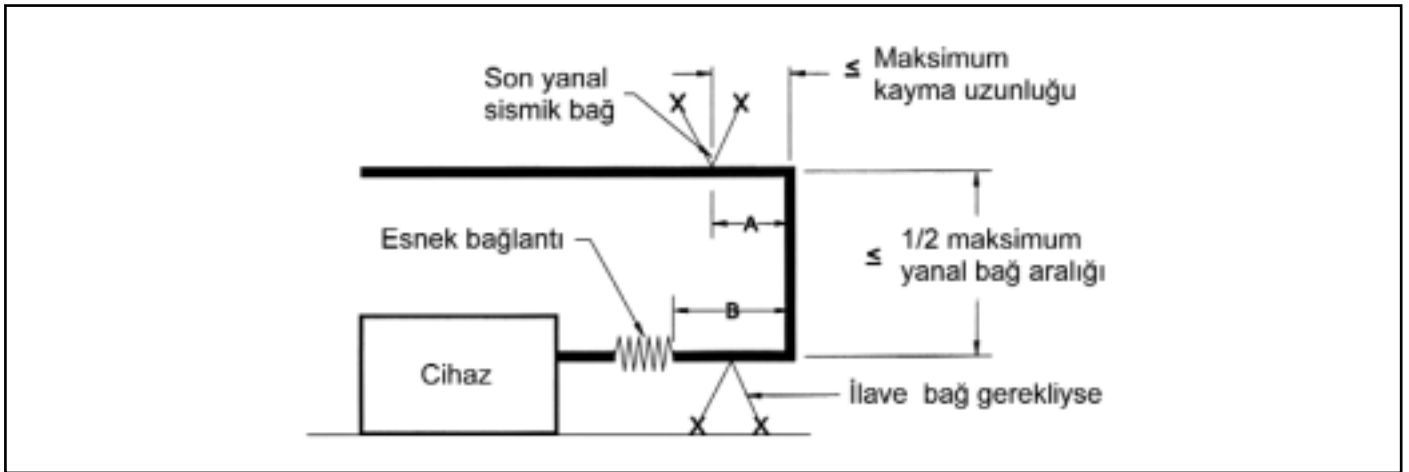 Son yanal
sismik bağ
X X
≤ Maksimum
kayma uzunluğu
A
Esnek bağlantı
≤ 1/2 maksimum
yanal bağ aralığı
B
Cihaz
İlave bağ gerekliyse
X X